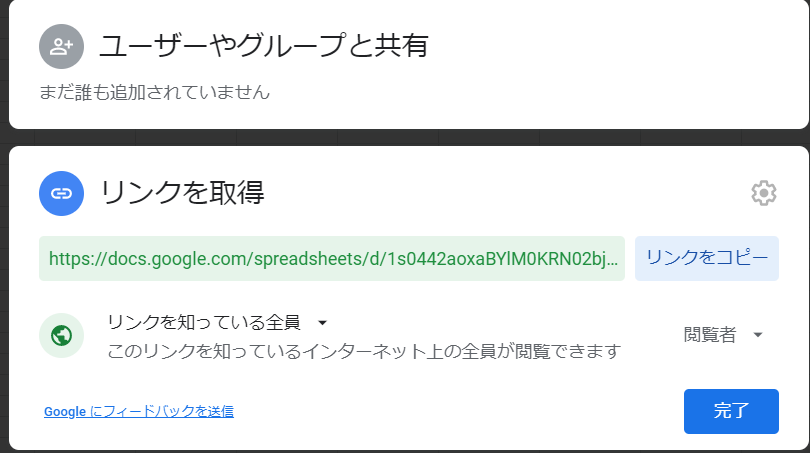 ユーザーやグループと共有
まだ誰も追加されていません
リンクを取得
https://docs.google.com/spreadsheets/d/1s0442aoxaBYlM0KRN02bj...
リンクをコピー
リンクを知っている全員
このリンクを知っているインターネット上の全員が閲覧できます
閲覧者
Google にフィードバックを送信
完了